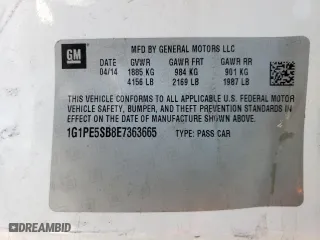 GM
MFD BY GENERAL MOTORS LLC
DATE GVWR GAWR FRT GAWR RR
04/14 1885 KG 984 KG 901 KG
4156 LB 2169 LB 1987 LB
THIS VEHICLE CONFORMS TO ALL APPLICABLE U.S. FEDERAL MOTOR
VEHICLE SAFETY, BUMPER, AND THEFT PREVENTION STANDARDS IN
EFFECT ON THE DATE OF MANUFACTURE SHOWN ABOVE.
1G1PE5SB8E7363665 TYPE: PASS CAR
© DREAMBID